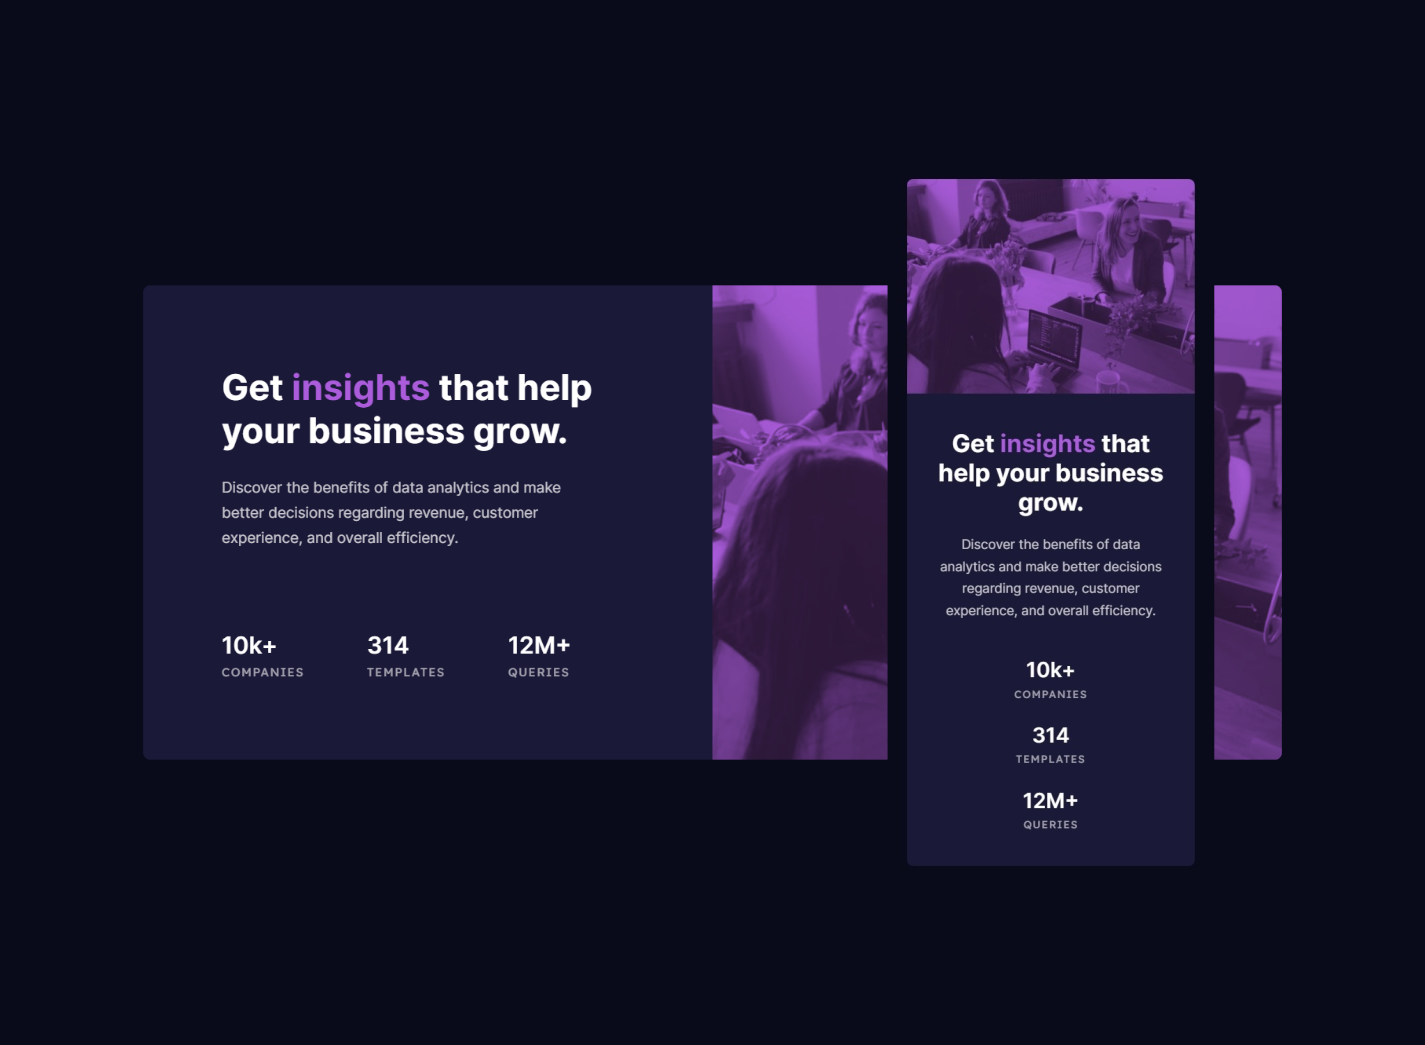 Get insights that help
your business grow.
Discover the benefits of data analytics and make
better decisions regarding revenue, customer
experience, and overall efficiency.
10k+
COMPANIES
314
TEMPLATES
12M+
QUERIES
Get insights that
help your business
grow.
Discover the benefits of data
analytics and make better decisions
regarding revenue, customer
experience, and overall efficiency.
10k+
COMPANIES
314
TEMPLATES
12M+
QUERIES